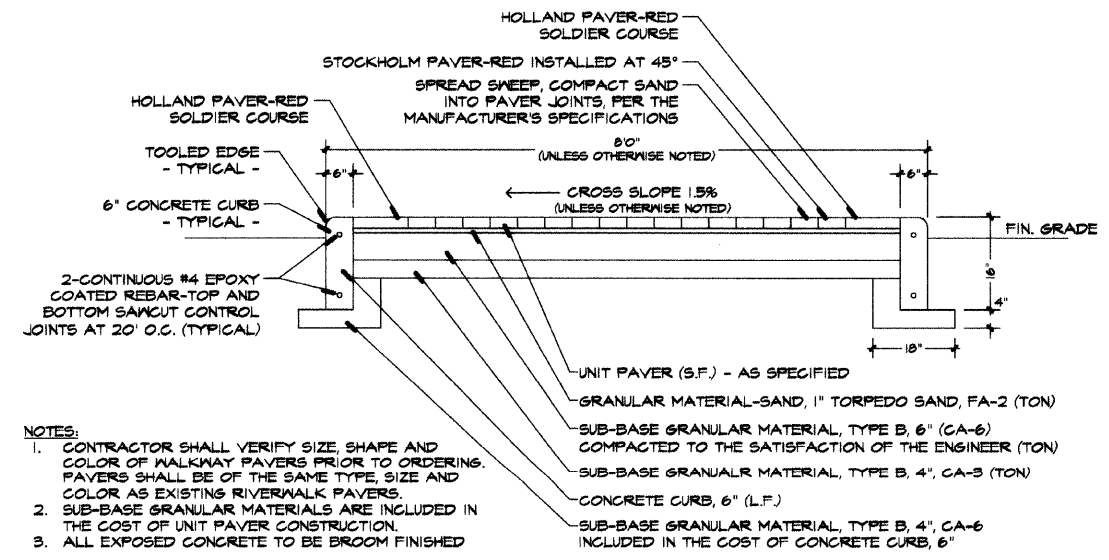 HOLLAND PAVER-RED
SOLDIER COURSE
STOCKHOLM PAVER-RED INSTALLED AT 45°
SPREAD SWEEP, COMPACT SAND
INTO PAVER JOINTS, PER THE
MANUFACTURER'S SPECIFICATIONS
HOLLAND PAVER-RED
SOLDIER COURSE
TOOLED EDGE
- TYPICAL -
6" CONCRETE CURB
- TYPICAL -
2-CONTINUOUS #4 EPOXY
COATED REBAR-TOP AND
BOTTOM SAWCUT CONTROL
JOINTS AT 20' O.C. (TYPICAL)
8'0"
(UNLESS OTHERWISE NOTED)
6"
6"
CROSS SLOPE 1.5%
(UNLESS OTHERWISE NOTED)
FIN. GRADE
16"
4"
18"
UNIT PAVER (S.F.) - AS SPECIFIED
GRANULAR MATERIAL-SAND, 1" TORPEDO SAND, FA-2 (TON)
SUB-BASE GRANULAR MATERIAL, TYPE B, 6" (CA-6)
COMPACTED TO THE SATISFACTION OF THE ENGINEER (TON)
SUB-BASE GRANUALR MATERIAL, TYPE B, 4", CA-3 (TON)
CONCRETE CURB, 6" (L.F.)
SUB-BASE GRANULAR MATERIAL, TYPE B, 4", CA-6
INCLUDED IN THE COST OF CONCRETE CURB, 6"
NOTES:
1. CONTRACTOR SHALL VERIFY SIZE, SHAPE AND
COLOR OF WALKWAY PAVERS PRIOR TO ORDERING.
PAVERS SHALL BE OF THE SAME TYPE, SIZE AND
COLOR AS EXISTING RIVERWALK PAVERS.
2. SUB-BASE GRANULAR MATERIALS ARE INCLUDED IN
THE COST OF UNIT PAVER CONSTRUCTION.
3. ALL EXPOSED CONCRETE TO BE BROOM FINISHED